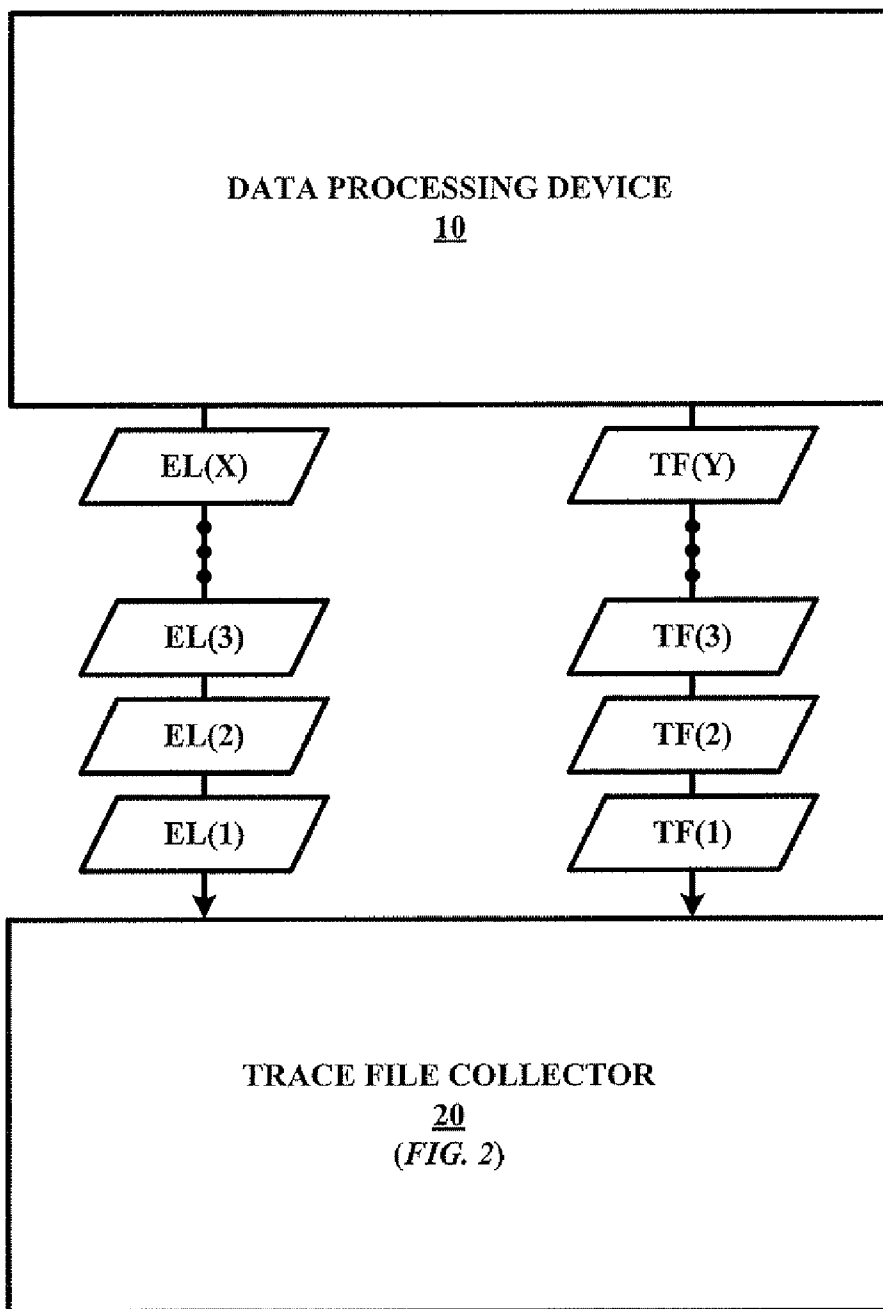 DATA PROCESSING DEVICE
10
EL(X)
TF(Y)
EL(3)
TF(3)
EL(2)
TF(2)
EL(1)
TF(1)
TRACE FILE COLLECTOR
20
(FIG. 2)